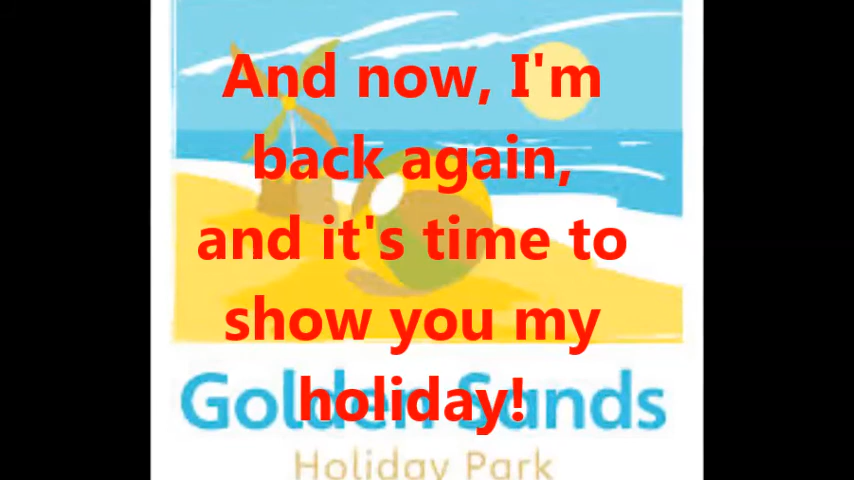 And now, I'm
back again,
and it's time to
show you my
holiday!
Golden Sands
Holiday Park